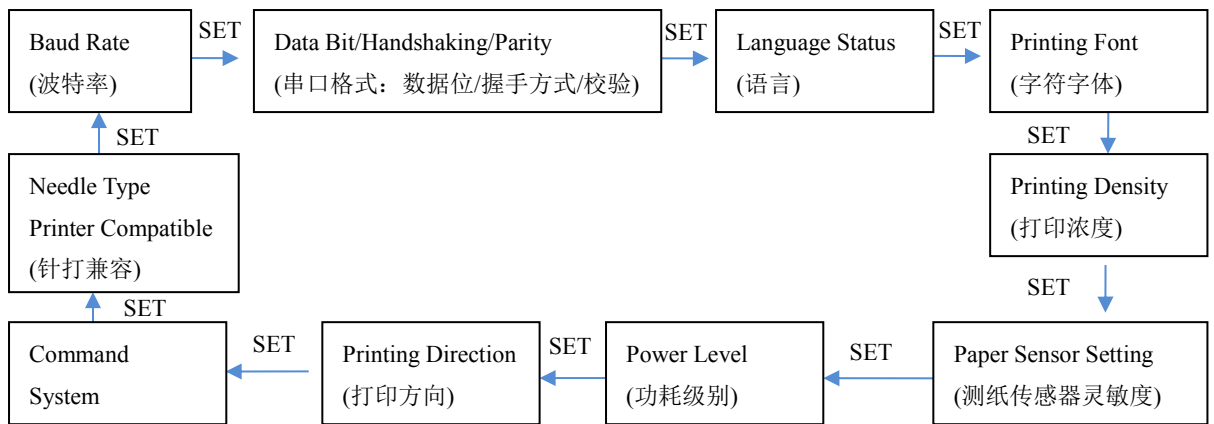 Baud Rate
(波特率)
SET
Data Bit/Handshaking/Parity
(串口格式：数据位/握手方式/校验)
SET
Language Status
(语言)
SET
Printing Font
(字符字体)
SET
Printing Density
(打印浓度)
SET
Paper Sensor Setting
(测纸传感器灵敏度)
SET
Power Level
(功耗级别)
SET
Printing Direction
(打印方向)
SET
Command
System
SET
Needle Type
Printer Compatible
(针打兼容)
SET